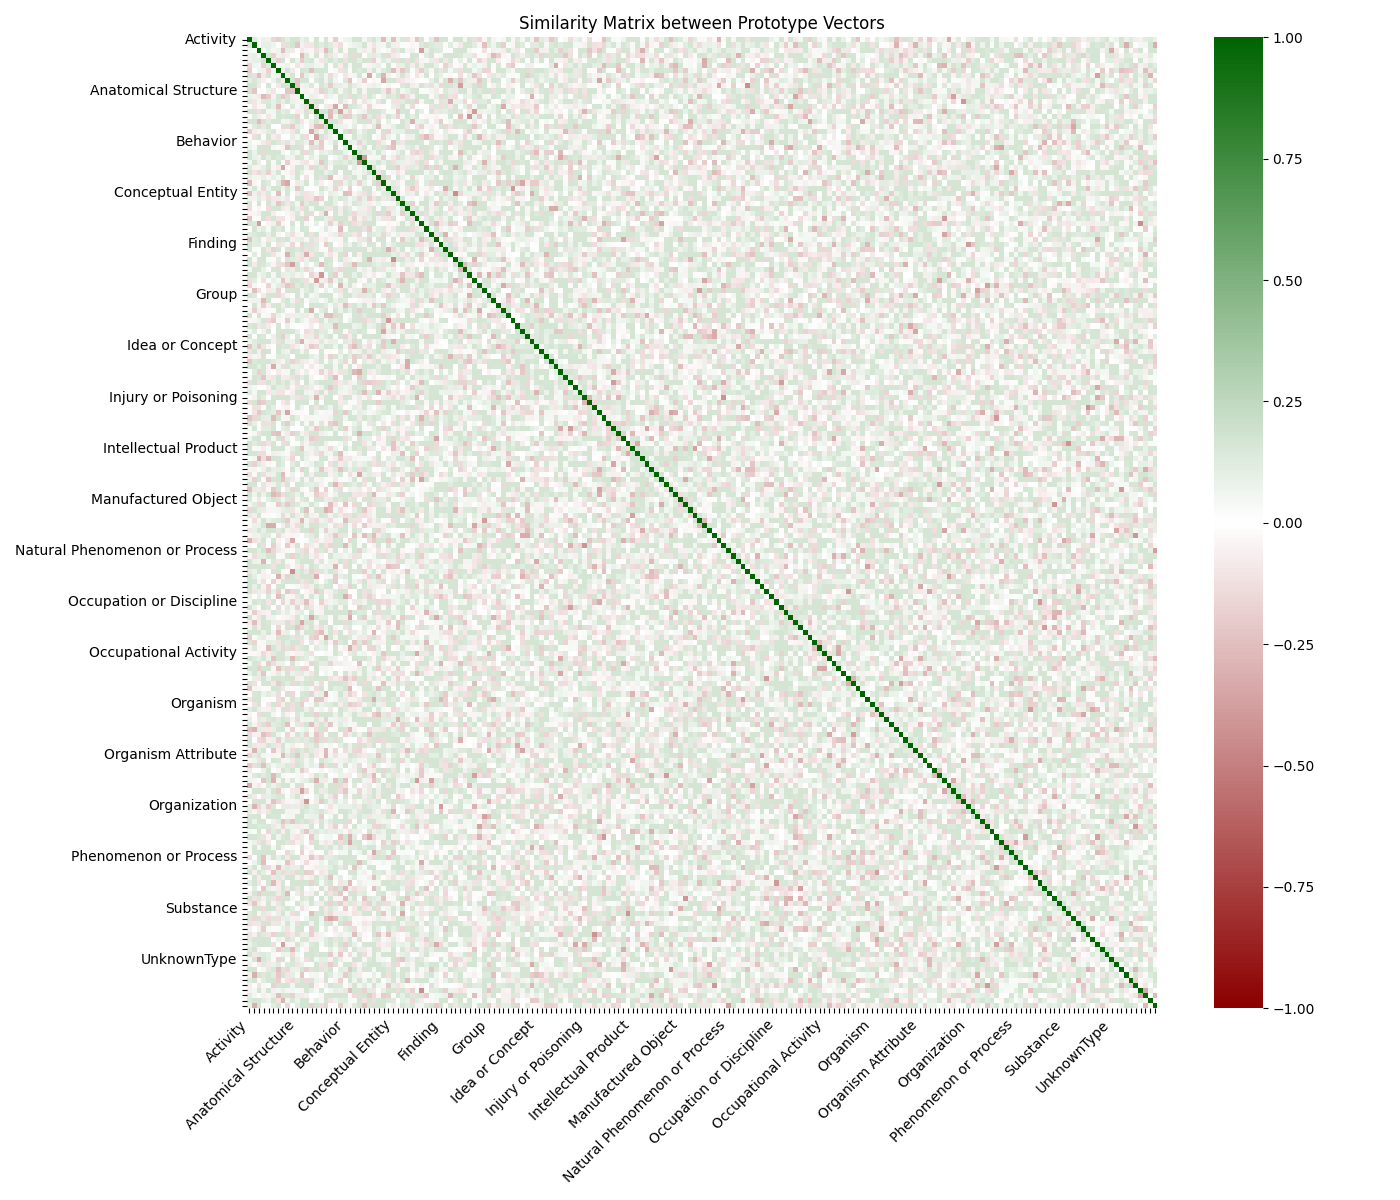 Similarity Matrix between Prototype Vectors
Activity
Anatomical Structure
Behavior
Conceptual Entity
Finding
Group
Idea or Concept
Injury or Poisoning
Intellectual Product
Manufactured Object
Natural Phenomenon or Process
Occupation or Discipline
Occupational Activity
Organism
Organism Attribute
Organization
Phenomenon or Process
Substance
UnknownType
Activity
Anatomical Structure
Behavior
Conceptual Entity
Finding
Group
Idea or Concept
Injury or Poisoning
Intellectual Product
Manufactured Object
Natural Phenomenon or Process
Occupation or Discipline
Occupational Activity
Organism
Organism Attribute
Organization
Phenomenon or Process
Substance
UnknownType
1.00
0.75
0.50
0.25
0.00
−0.25
−0.50
−0.75
−1.00